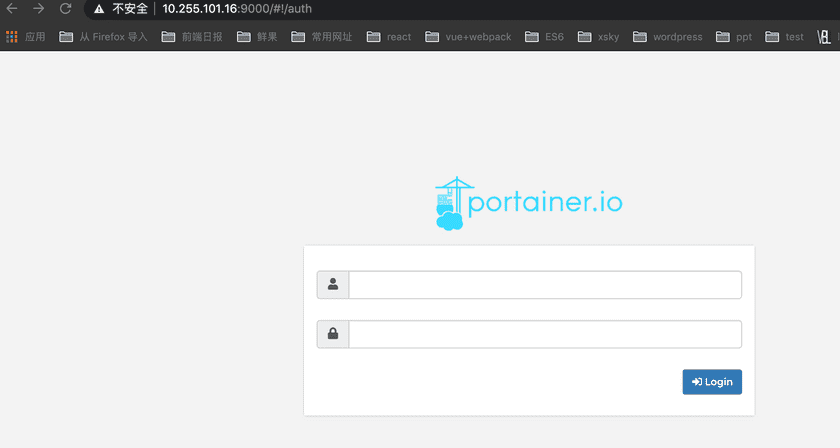 不安全 10.255.101.16:9000/#!/auth
应用 从 Firefox 导入 前端日报 鲜果 常用网址 react vue+webpack ES6 xsky wordpress ppt test
portainer.io
Login